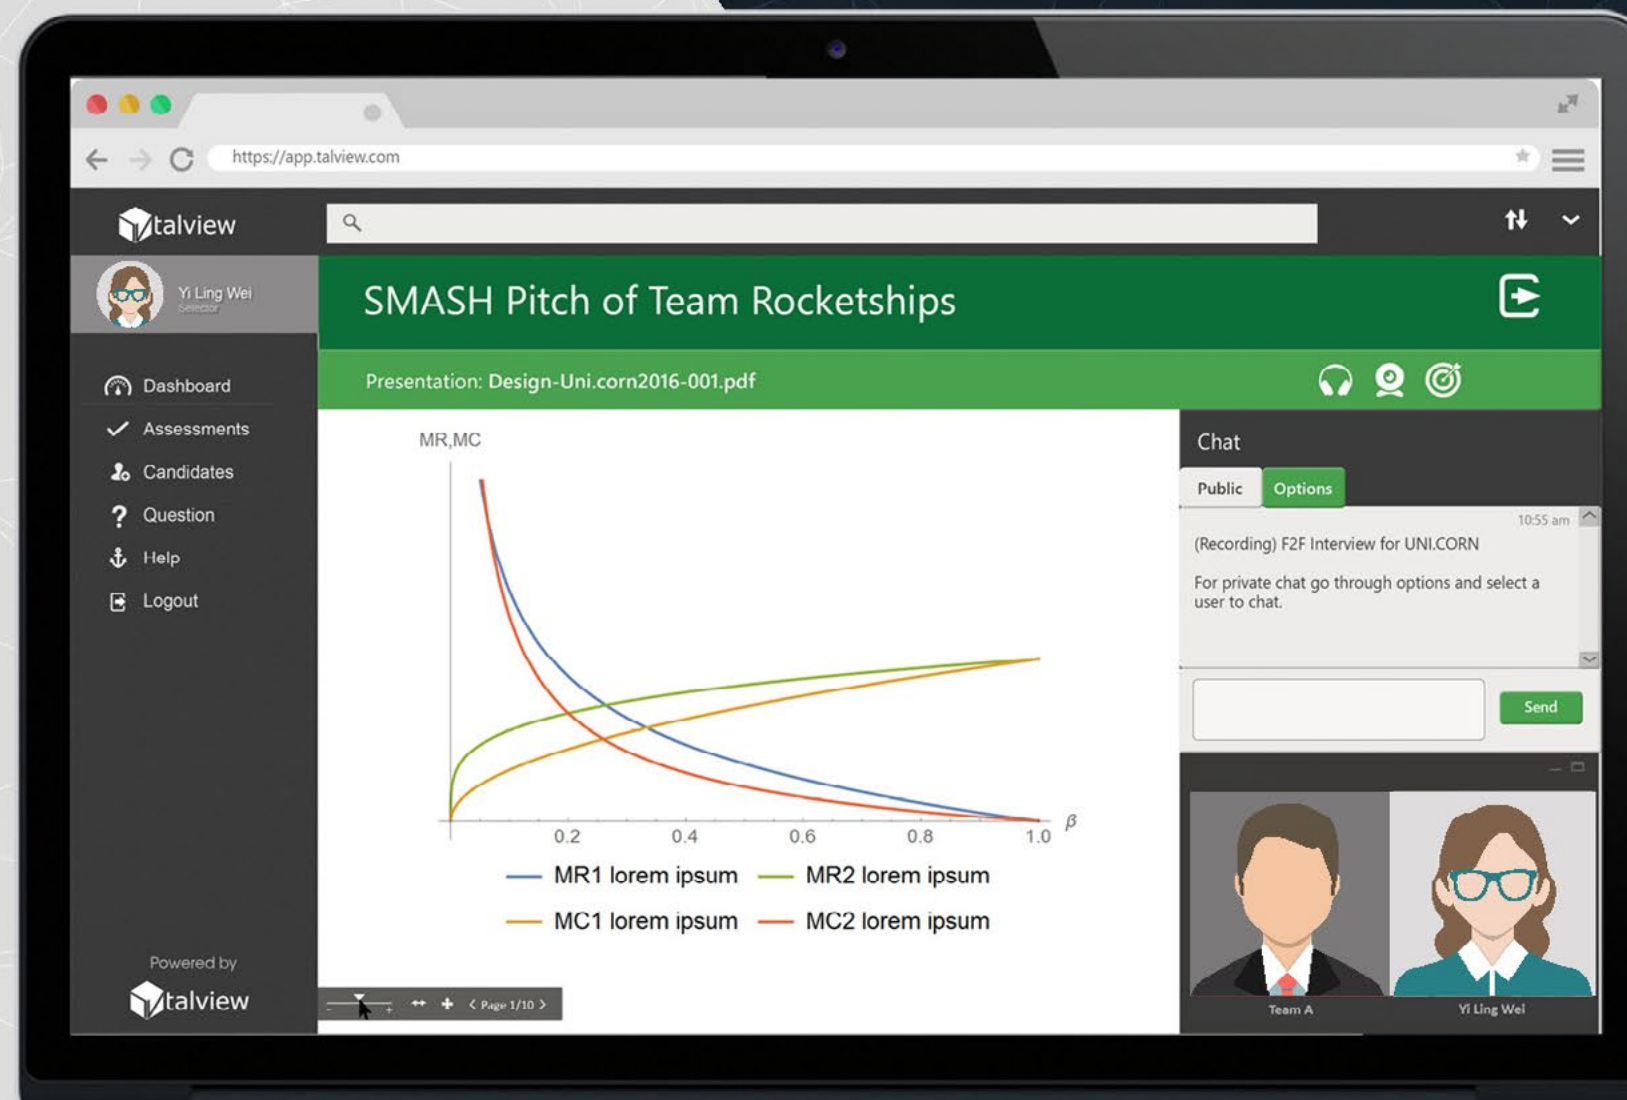 https://app.talview.com
talview
Yi Ling Wei
Selector
SMASH Pitch of Team Rocketships
Presentation: Design-Uni.corn2016-001.pdf
Dashboard
Assessments
Candidates
Question
Help
Logout
Powered by
talview
MR,MC
0.2 0.4 0.6 0.8 1.0 β
MR1 lorem ipsum MR2 lorem ipsum
MC1 lorem ipsum MC2 lorem ipsum
- + < Page 1/10 >
Chat
Public Options
10:55 am
(Recording) F2F Interview for UNI.CORN
For private chat go through options and select a
user to chat.
Send
Team A Yi Ling Wei